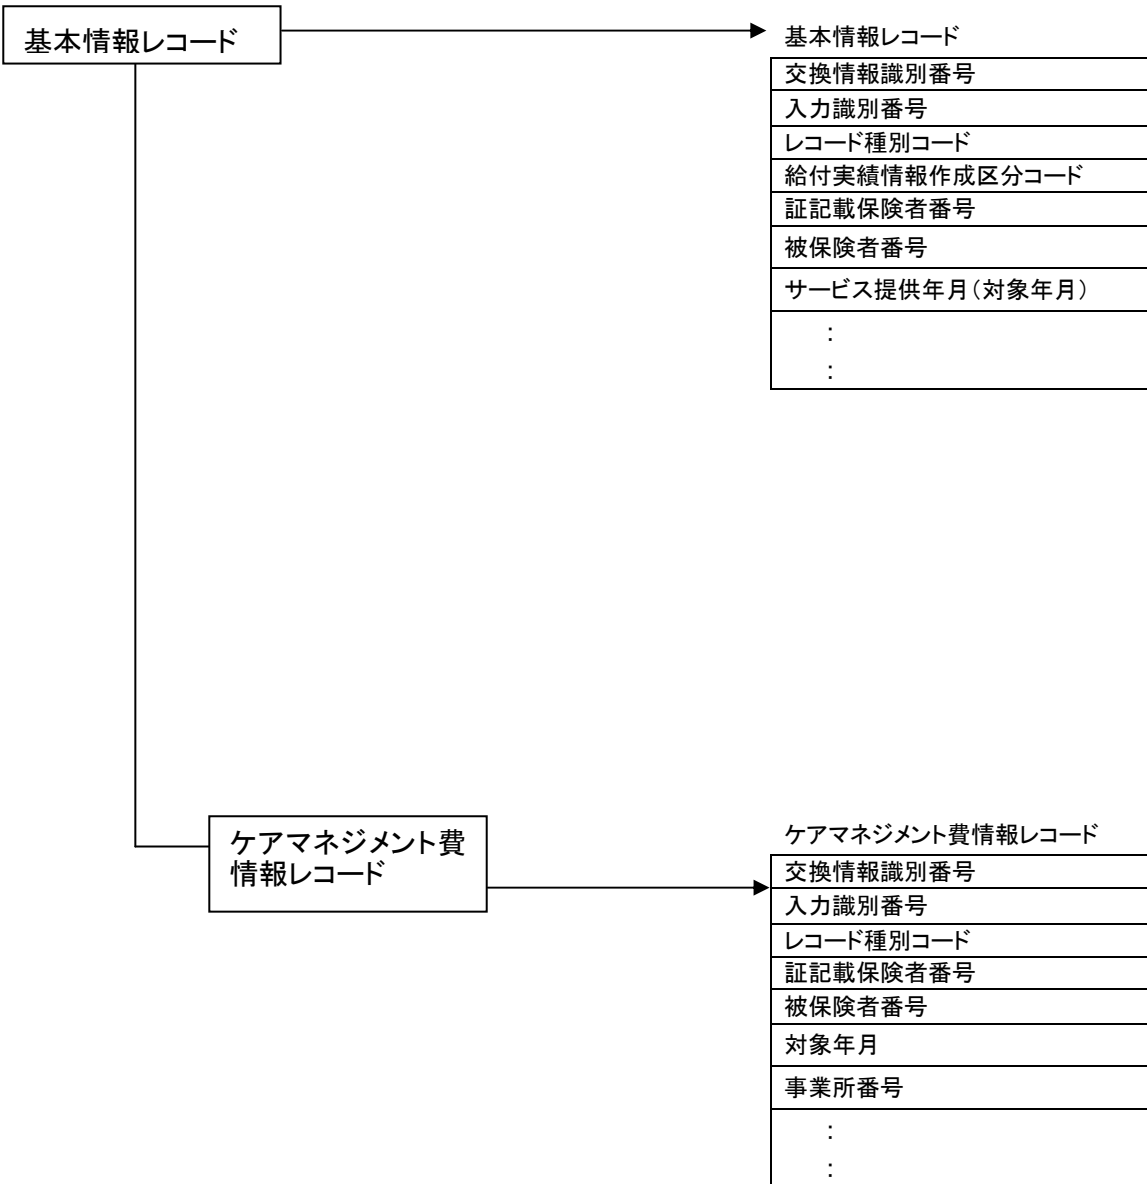 基本情報レコード
基本情報レコード
交換情報識別番号
入力識別番号
レコード種別コード
給付実績情報作成区分コード
証記載保険者番号
被保険者番号
サービス提供年月(対象年月)
:
:
ケアマネジメント費
情報レコード
ケアマネジメント費情報レコード
交換情報識別番号
入力識別番号
レコード種別コード
証記載保険者番号
被保険者番号
対象年月
事業所番号
:
: